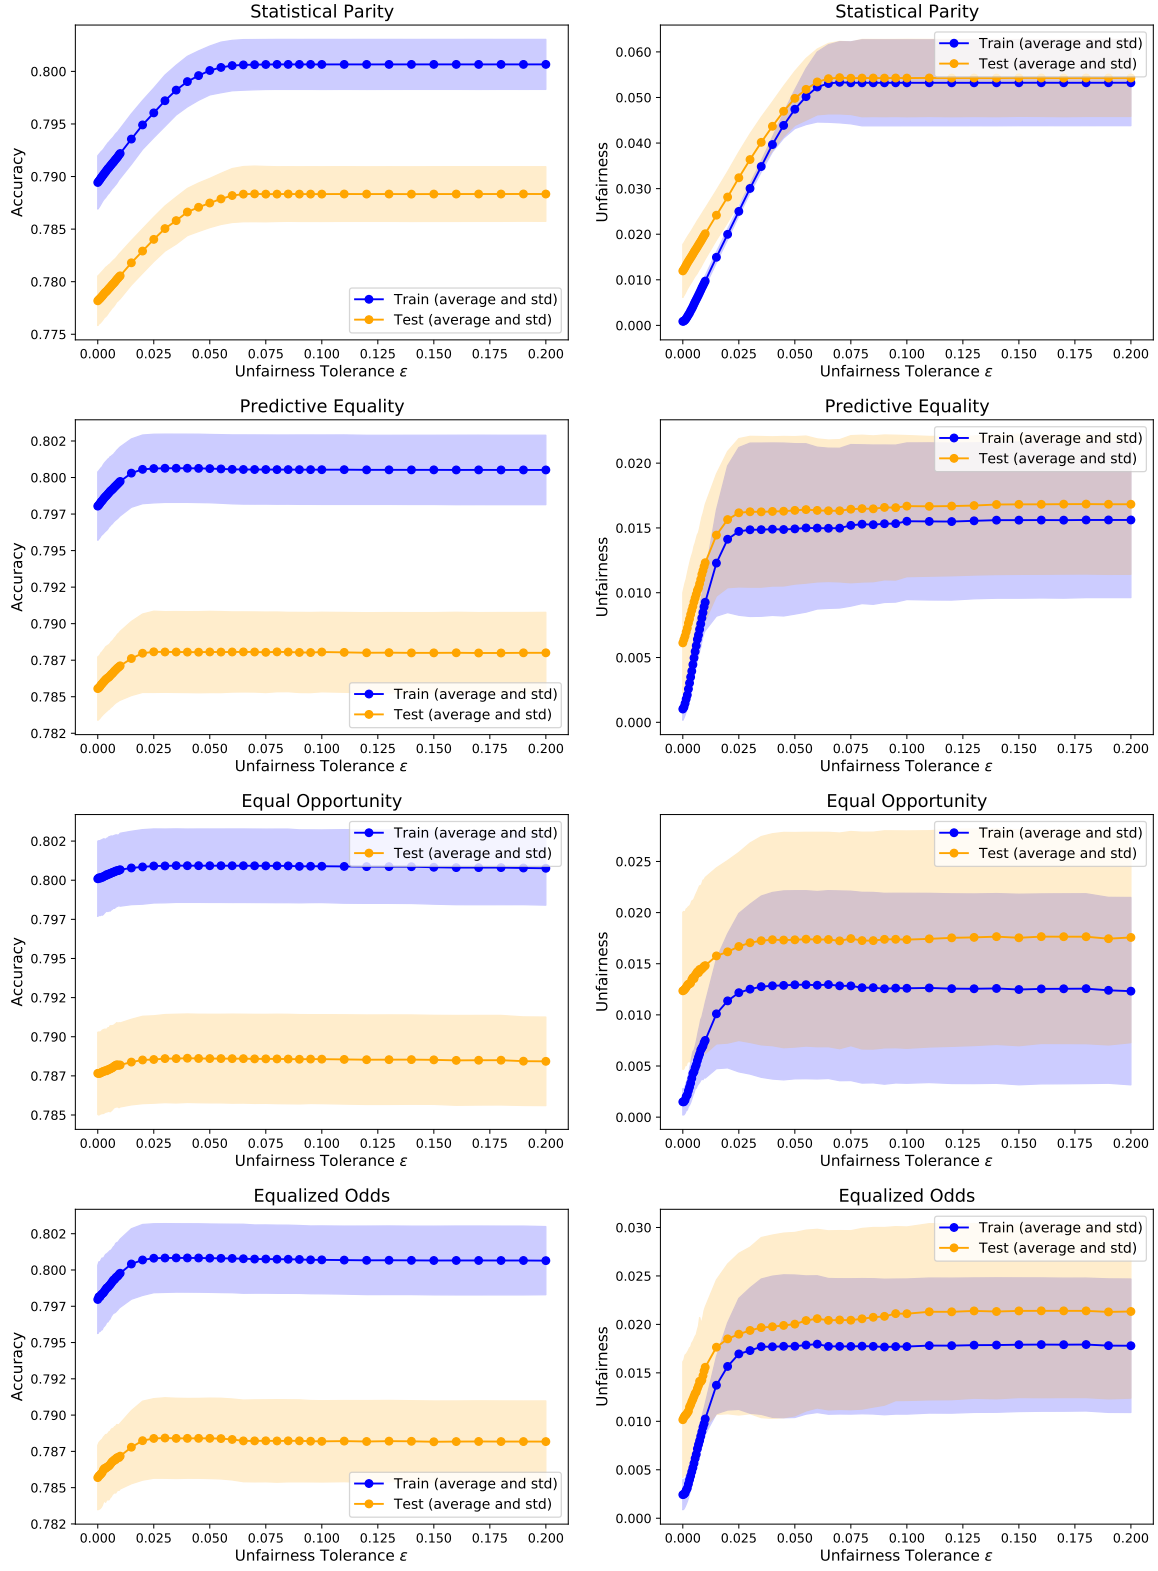 Statistical Parity
Accuracy
0.800
0.795
0.790
0.785
0.780
0.775
Train (average and std)
Test (average and std)
0.000 0.025 0.050 0.075 0.100 0.125 0.150 0.175 0.200
Unfairness Tolerance ε
Statistical Parity
Unfairness
0.060
0.050
0.040
0.030
0.020
0.010
0.000
Train (average and std)
Test (average and std)
0.000 0.025 0.050 0.075 0.100 0.125 0.150 0.175 0.200
Unfairness Tolerance ε
Predictive Equality
Accuracy
0.802
0.800
0.797
0.795
0.792
0.790
0.787
0.785
0.782
Train (average and std)
Test (average and std)
0.000 0.025 0.050 0.075 0.100 0.125 0.150 0.175 0.200
Unfairness Tolerance ε
Predictive Equality
Unfairness
0.020
0.015
0.010
0.005
0.000
Train (average and std)
Test (average and std)
0.000 0.025 0.050 0.075 0.100 0.125 0.150 0.175 0.200
Unfairness Tolerance ε
Equal Opportunity
Accuracy
0.802
0.800
0.797
0.795
0.792
0.790
0.787
0.785
Train (average and std)
Test (average and std)
0.000 0.025 0.050 0.075 0.100 0.125 0.150 0.175 0.200
Unfairness Tolerance ε
Equal Opportunity
Unfairness
0.025
0.020
0.015
0.010
0.005
0.000
Train (average and std)
Test (average and std)
0.000 0.025 0.050 0.075 0.100 0.125 0.150 0.175 0.200
Unfairness Tolerance ε
Equalized Odds
Accuracy
0.802
0.800
0.797
0.795
0.792
0.790
0.787
0.785
0.782
Train (average and std)
Test (average and std)
0.000 0.025 0.050 0.075 0.100 0.125 0.150 0.175 0.200
Unfairness Tolerance ε
Equalized Odds
Unfairness
0.030
0.025
0.020
0.015
0.010
0.005
0.000
Train (average and std)
Test (average and std)
0.000 0.025 0.050 0.075 0.100 0.125 0.150 0.175 0.200
Unfairness Tolerance ε